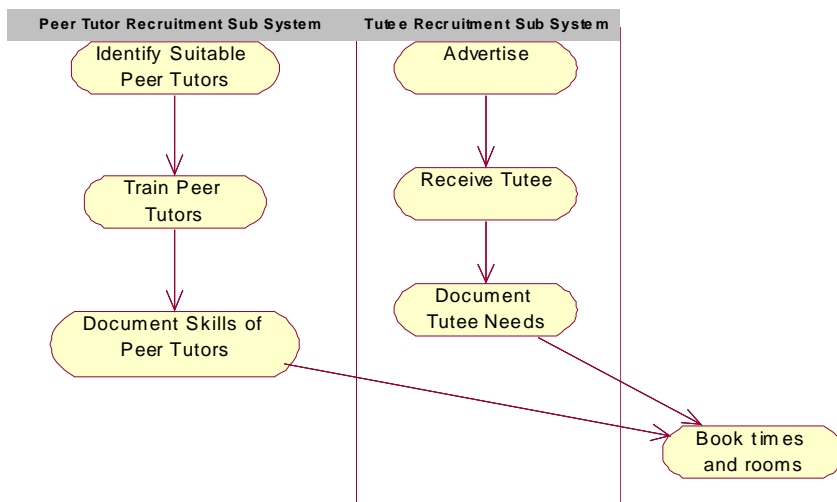 Peer Tutor Recruitment Sub System
Tutee Recruitment Sub System
Identify Suitable
Peer Tutors
Advertise
Train Peer
Tutors
Receive Tutee
Document Skills of
Peer Tutors
Document
Tutee Needs
Book times
and rooms